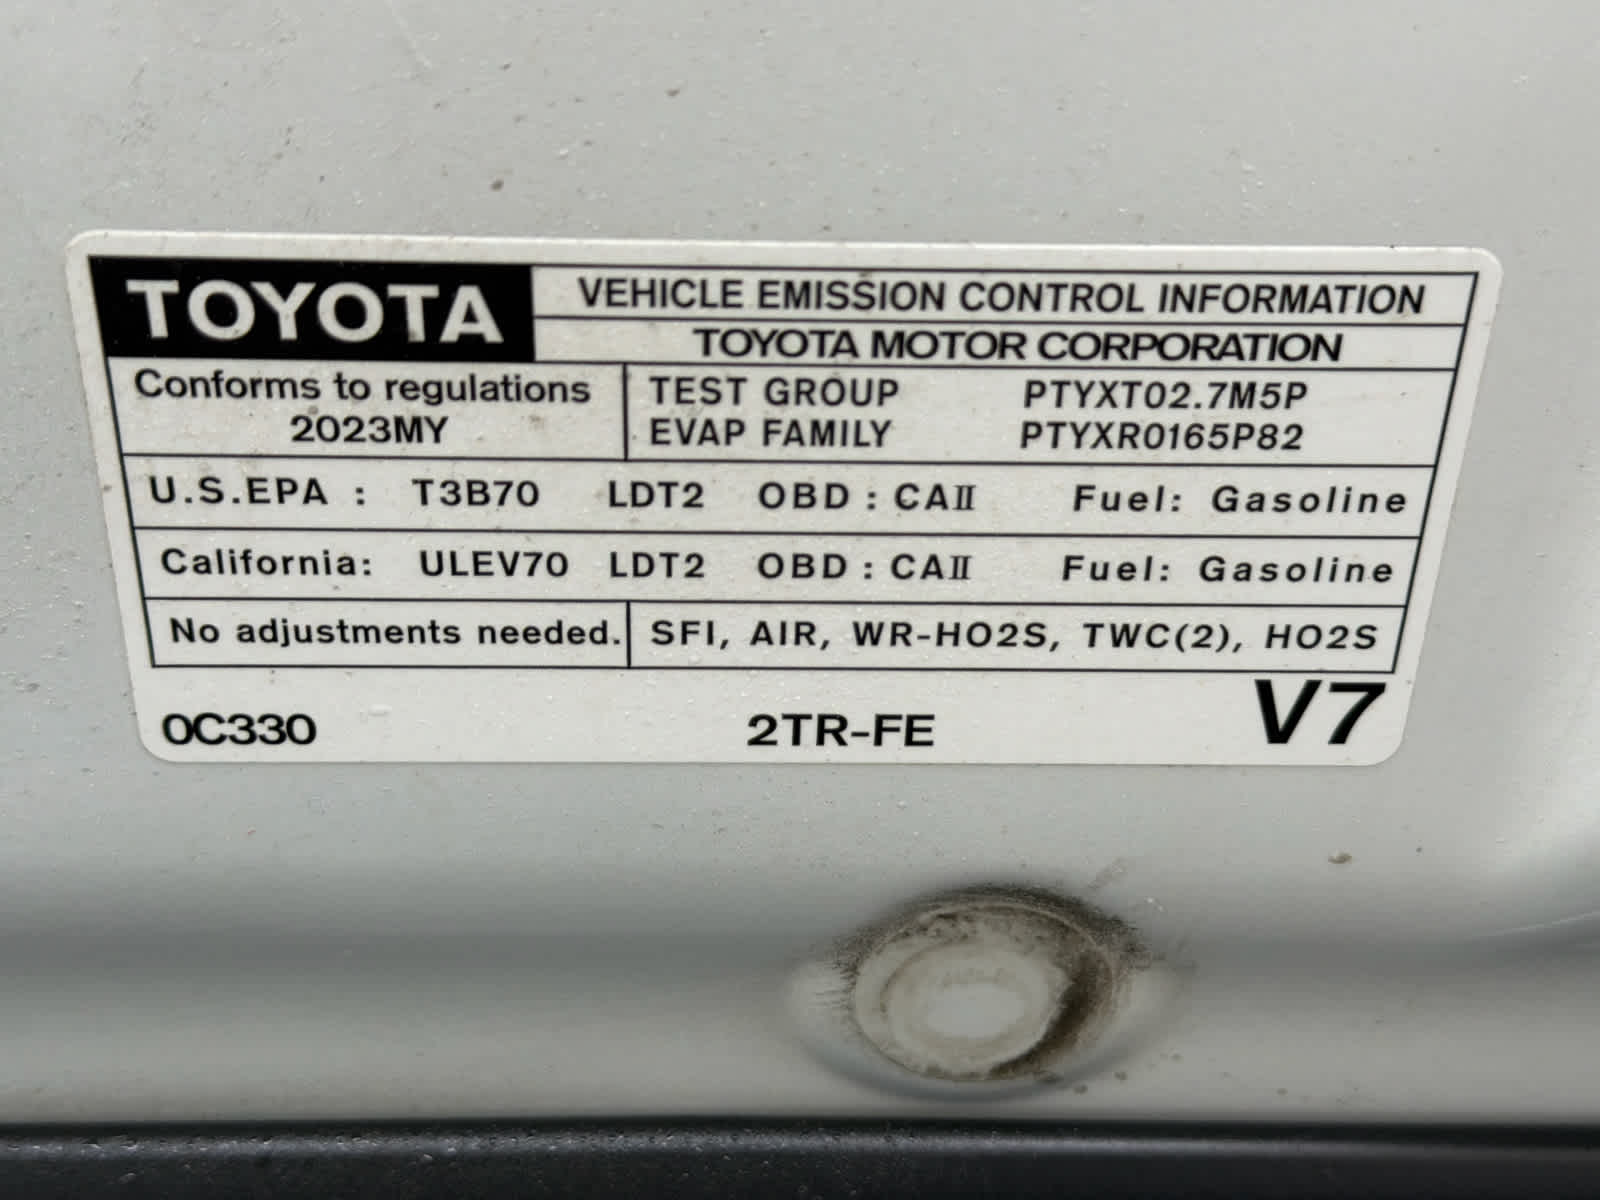 TOYOTA
VEHICLE EMISSION CONTROL INFORMATION
TOYOTA MOTOR CORPORATION
Conforms to regulations
2023MY
TEST GROUP PTYXT02.7M5P
EVAP FAMILY PTYXR0165P82
U.S.EPA : T3B70 LDT2 OBD : CAⅡ Fuel: Gasoline
California: ULEV70 LDT2 OBD : CAⅡ Fuel: Gasoline
No adjustments needed. SFI, AIR, WR-HO2S, TWC(2), HO2S
0C330 2TR-FE V7